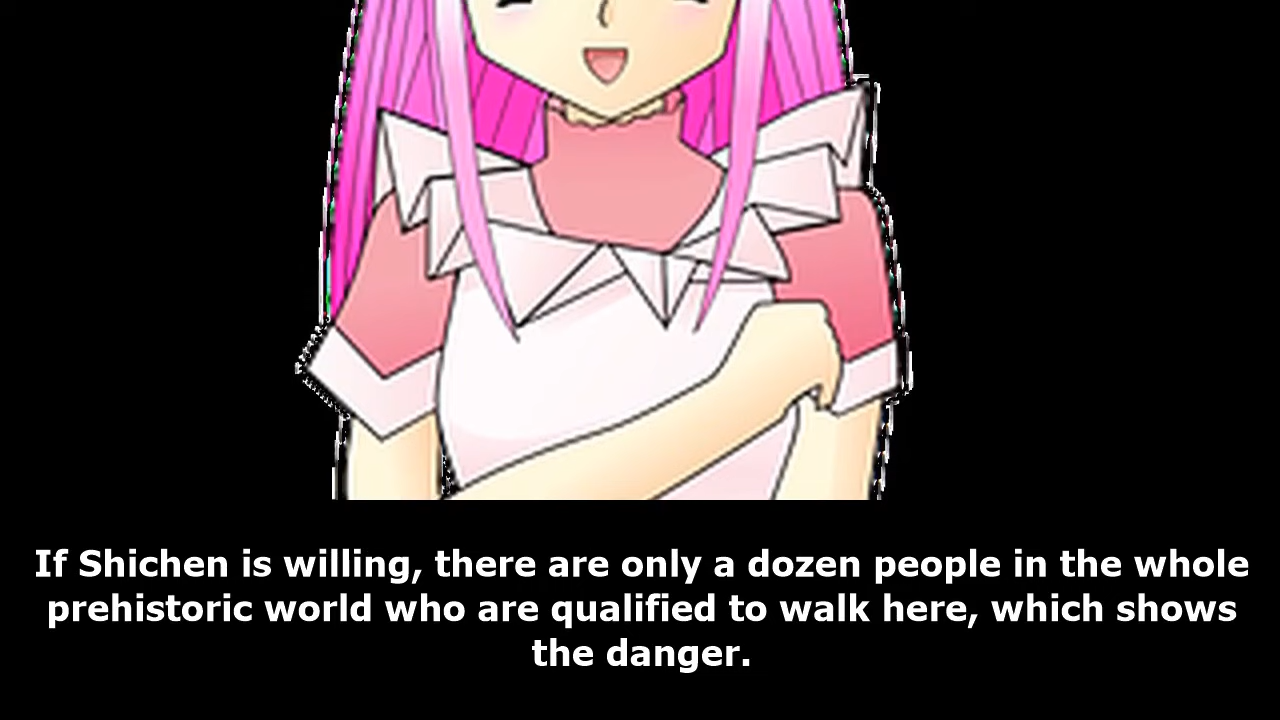 If Shichen is willing, there are only a dozen people in the whole
prehistoric world who are qualified to walk here, which shows
the danger.